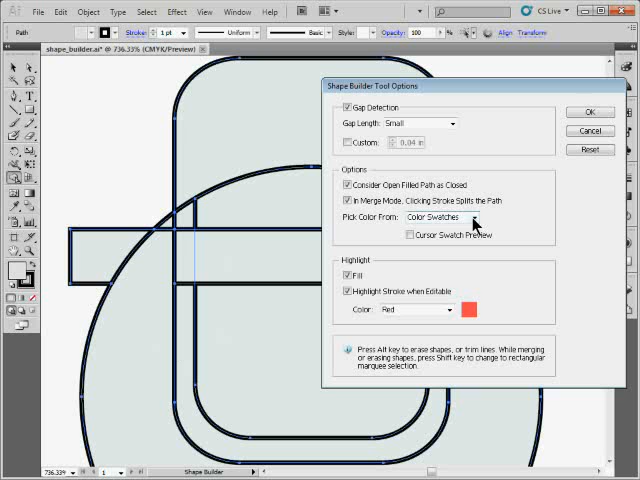 Ai File Edit Object Type Select Effect View Window Help Br CS Live
Path Stroke: 1 pt Uniform Basic Style: Opacity: 100 % Align Transform
shape_builder.ai* @ 736.33% (CMYK/Preview)
Shape Builder Tool Options
Gap Detection
Gap Length: Small
Custom: 0.04 in
OK
Cancel
Reset
Options
Consider Open Filled Path as Closed
In Merge Mode, Clicking Stroke Splits the Path
Pick Color From: Color Swatches
Cursor Swatch Preview
Highlight
Fill
Highlight Stroke when Editable
Color: Red
Press Alt key to erase shapes, or trim lines. While merging
or erasing shapes, press Shift key to change to rectangular
marquee selection.
736.33% 1 Shape Builder